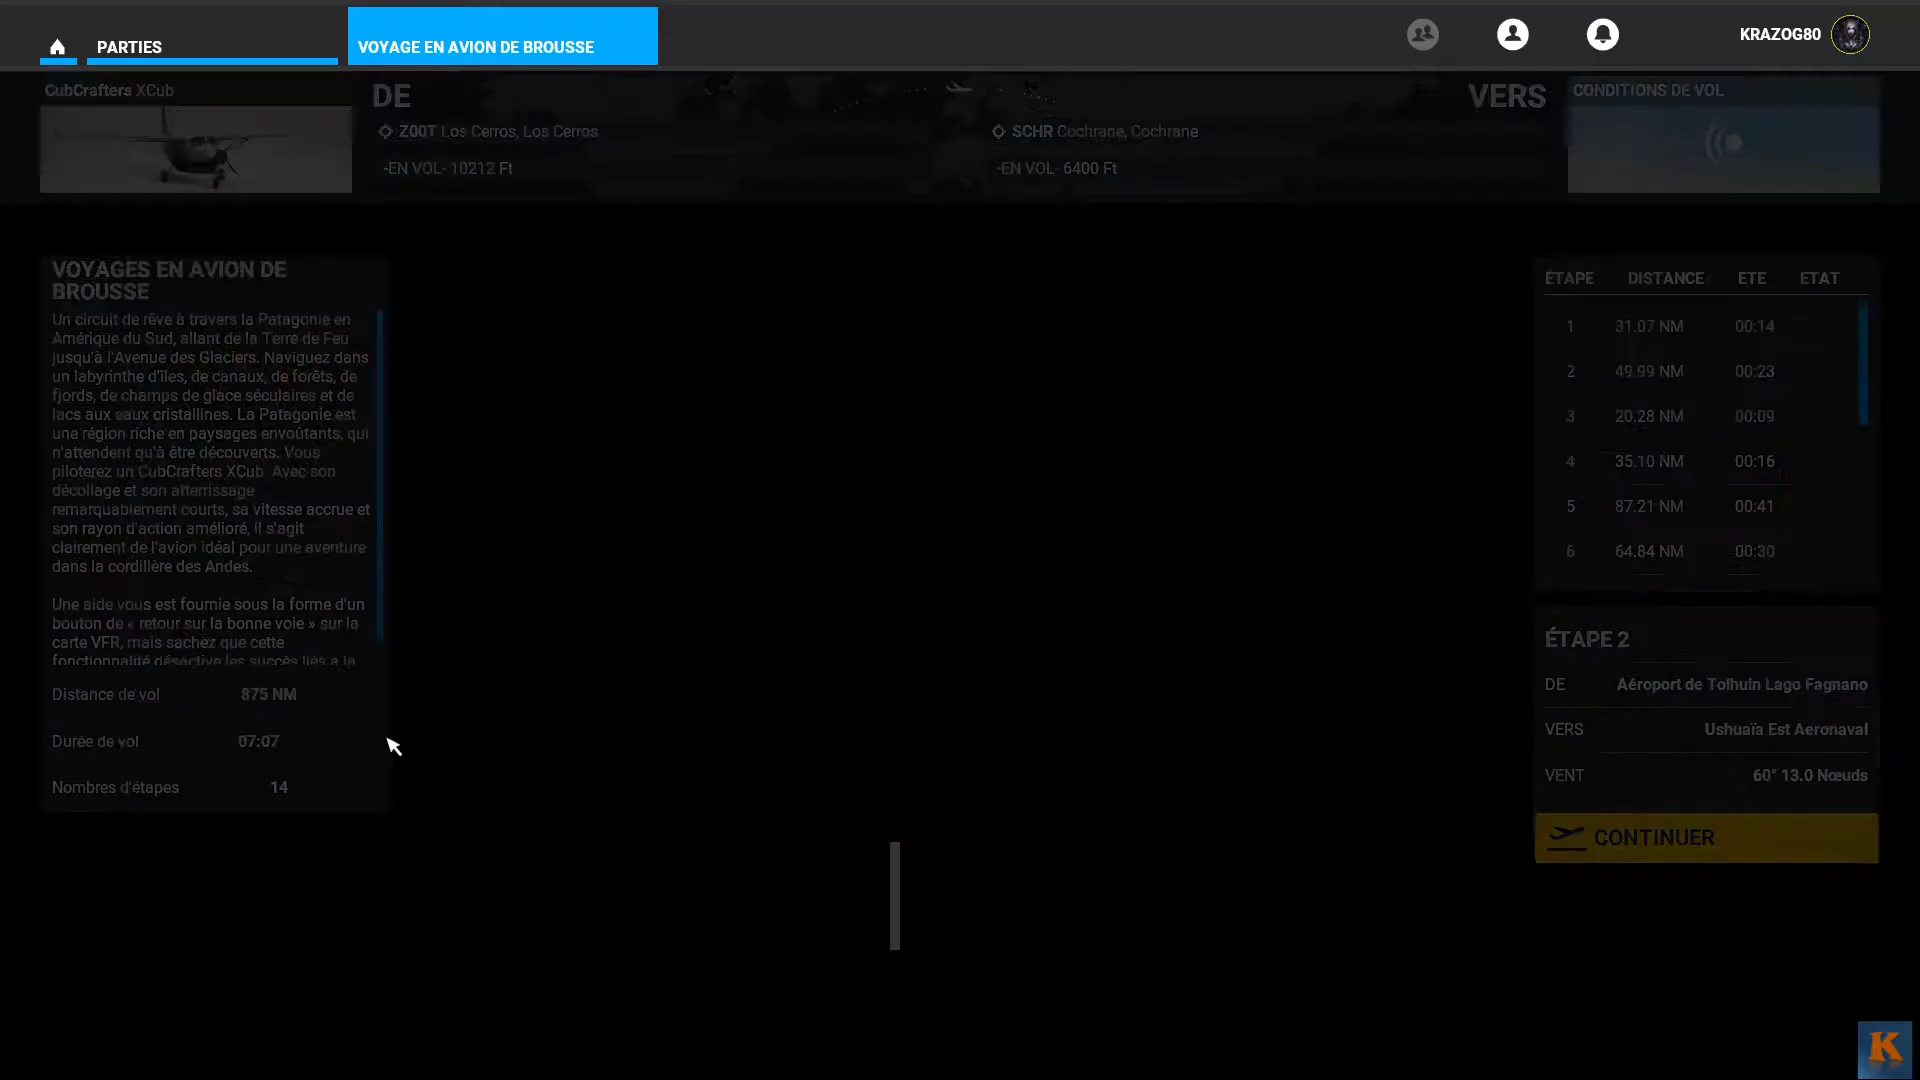 PARTIES
VOYAGE EN AVION DE BROUSSE
KRAZOG80
CubCrafters XCub
DE
Z00T Los Cerros, Los Cerros
-EN VOL- 10212 Ft
VERS
SCHR Cochrane, Cochrane
-EN VOL- 6400 Ft
CONDITIONS DE VOL
VOYAGES EN AVION DE
BROUSSE
Un circuit de rêve à travers la Patagonie en
Amérique du Sud, allant de la Terre de Feu
jusqu'à l'Avenue des Glaciers. Naviguez dans
un labyrinthe d'îles, de canaux, de forêts, de
fjords, de champs de glace séculaires et de
lacs aux eaux cristallines. La Patagonie est
une région riche en paysages envoûtants, qui
n'attendent qu'à être découverts. Vous
piloterez un CubCrafters XCub. Avec son
décollage et son atterrissage
remarquablement courts, sa vitesse accrue et
son rayon d'action amélioré, il s'agit
clairement de l'avion idéal pour une aventure
dans la cordillère des Andes.
Une aide vous est fournie sous la forme d'un
bouton de « retour sur la bonne voie » sur la
carte VFR, mais sachez que cette
fonctionnalité désactive les succès liés a la
Distance de vol 875 NM
Durée de vol 07:07
Nombres d'étapes 14
ÉTAPE DISTANCE ETE ETAT
1 31.07 NM 00:14
2 49.99 NM 00:23
3 20.28 NM 00:09
4 35.10 NM 00:16
5 87.21 NM 00:41
6 64.84 NM 00:30
ÉTAPE 2
DE Aéroport de Tolhuin Lago Fagnano
VERS Ushuaïa Est Aeronaval
VENT 60° 13.0 Nœuds
CONTINUER
K